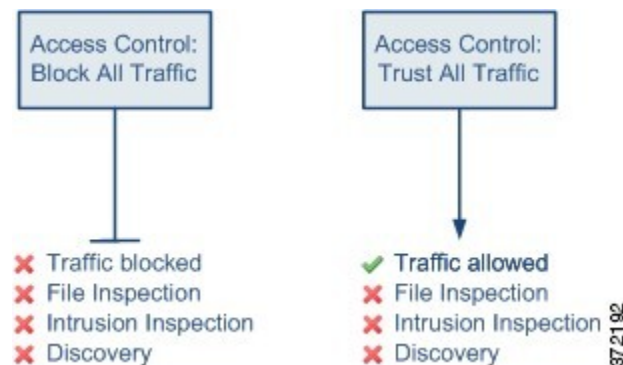 Access Control:
Block All Traffic
Traffic blocked
File Inspection
Intrusion Inspection
Discovery
Access Control:
Trust All Traffic
Traffic allowed
File Inspection
Intrusion Inspection
Discovery
372192